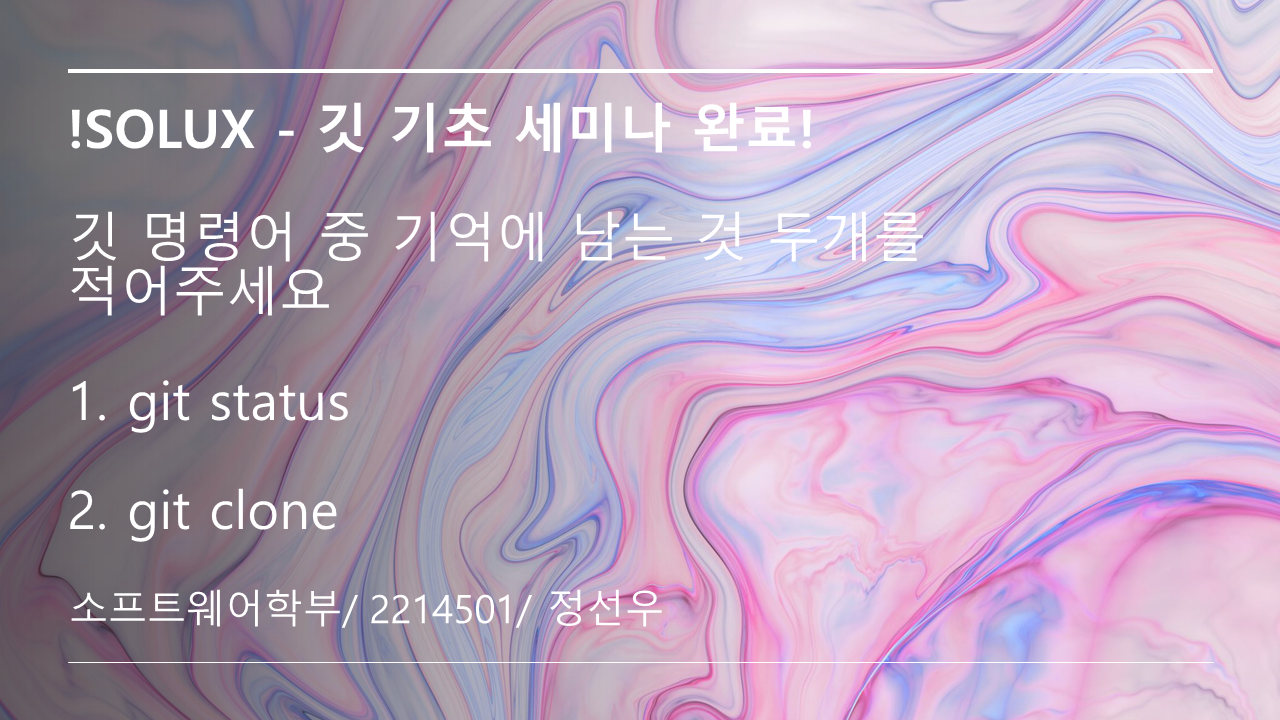 !SOLUX - 깃 기초 세미나 완료!
깃 명령어 중 기억에 남는 것 두개를
적어주세요
1. git status
2. git clone
소프트웨어학부/ 2214501/ 정선우